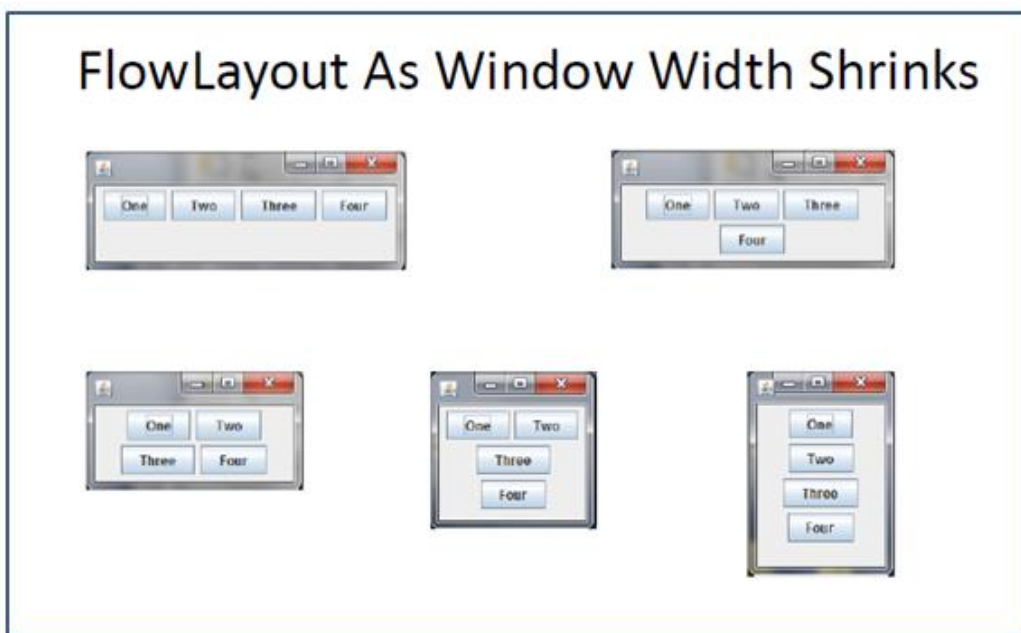 FlowLayout As Window Width Shrinks
One Two Three Four
One Two Three
Four
One Two
Three Four
One Two
Three
Four
One
Two
Three
Four